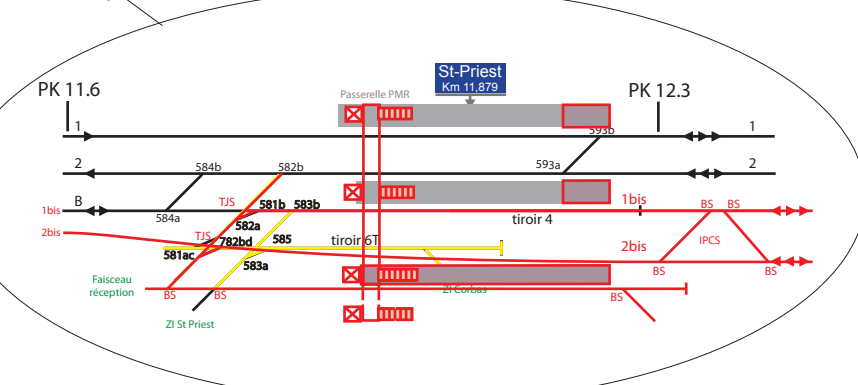 St-Priest
Km 11,879
PK 11.6
Passerelle PMR
PK 12.3
1
593b
1
2
584b
582b
593a
2
B
1bis
584a
TJS
581b
583b
1bis
BS
BS
582a
tiroir 4
2bis
TJS
782bd
585
tiroir 6T
2bis
IPCS
581ac
583a
BS
BS
Faisceau
réception
BS
BS
ZI Corbas
BS
ZI St Priest